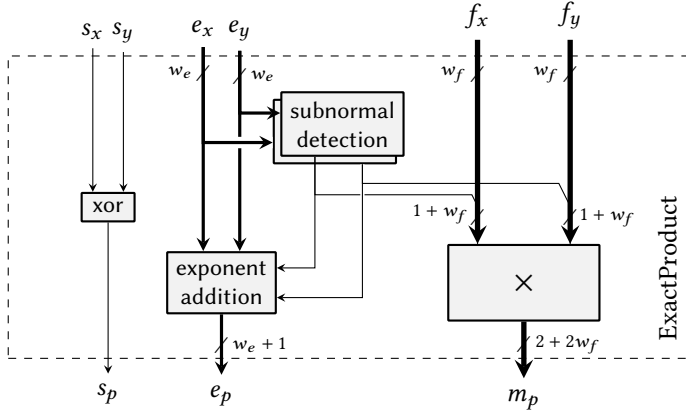 s_x s_y e_x e_y f_x f_y
w_e w_e w_f w_f
subnormal
detection
xor
1 + w_f 1 + w_f
exponent
addition
×
ExactProduct
w_e + 1 2 + 2w_f
s_p e_p m_p